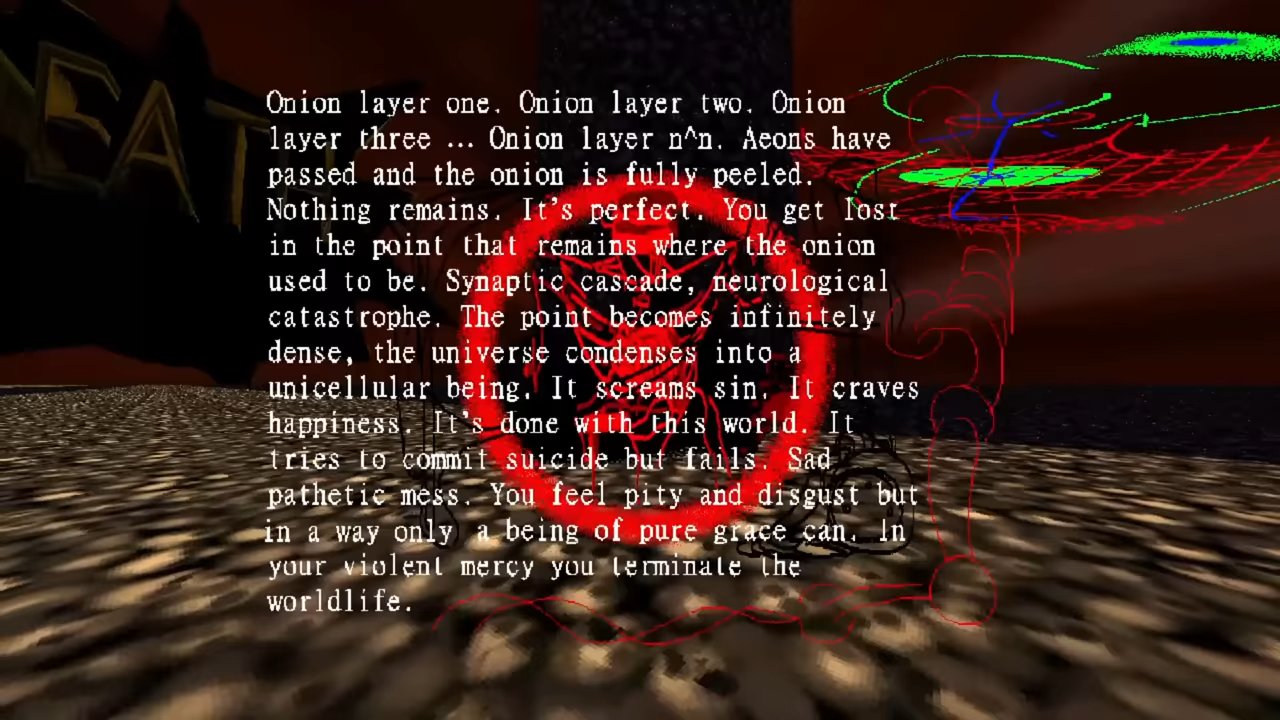 EAT
Onion layer one. Onion layer two. Onion
layer three ... Onion layer n^n. Aeons have
passed and the onion is fully peeled.
Nothing remains. It's perfect. You get lost
in the point that remains where the onion
used to be. Synaptic cascade, neurological
catastrophe. The point becomes infinitely
dense, the universe condenses into a
unicellular being. It screams sin. It craves
happiness. It's done with this world. It
tries to commit suicide but fails. Sad
pathetic mess. You feel pity and disgust but
in a way only a being of pure grace can. In
your violent mercy you terminate the
worldlife.